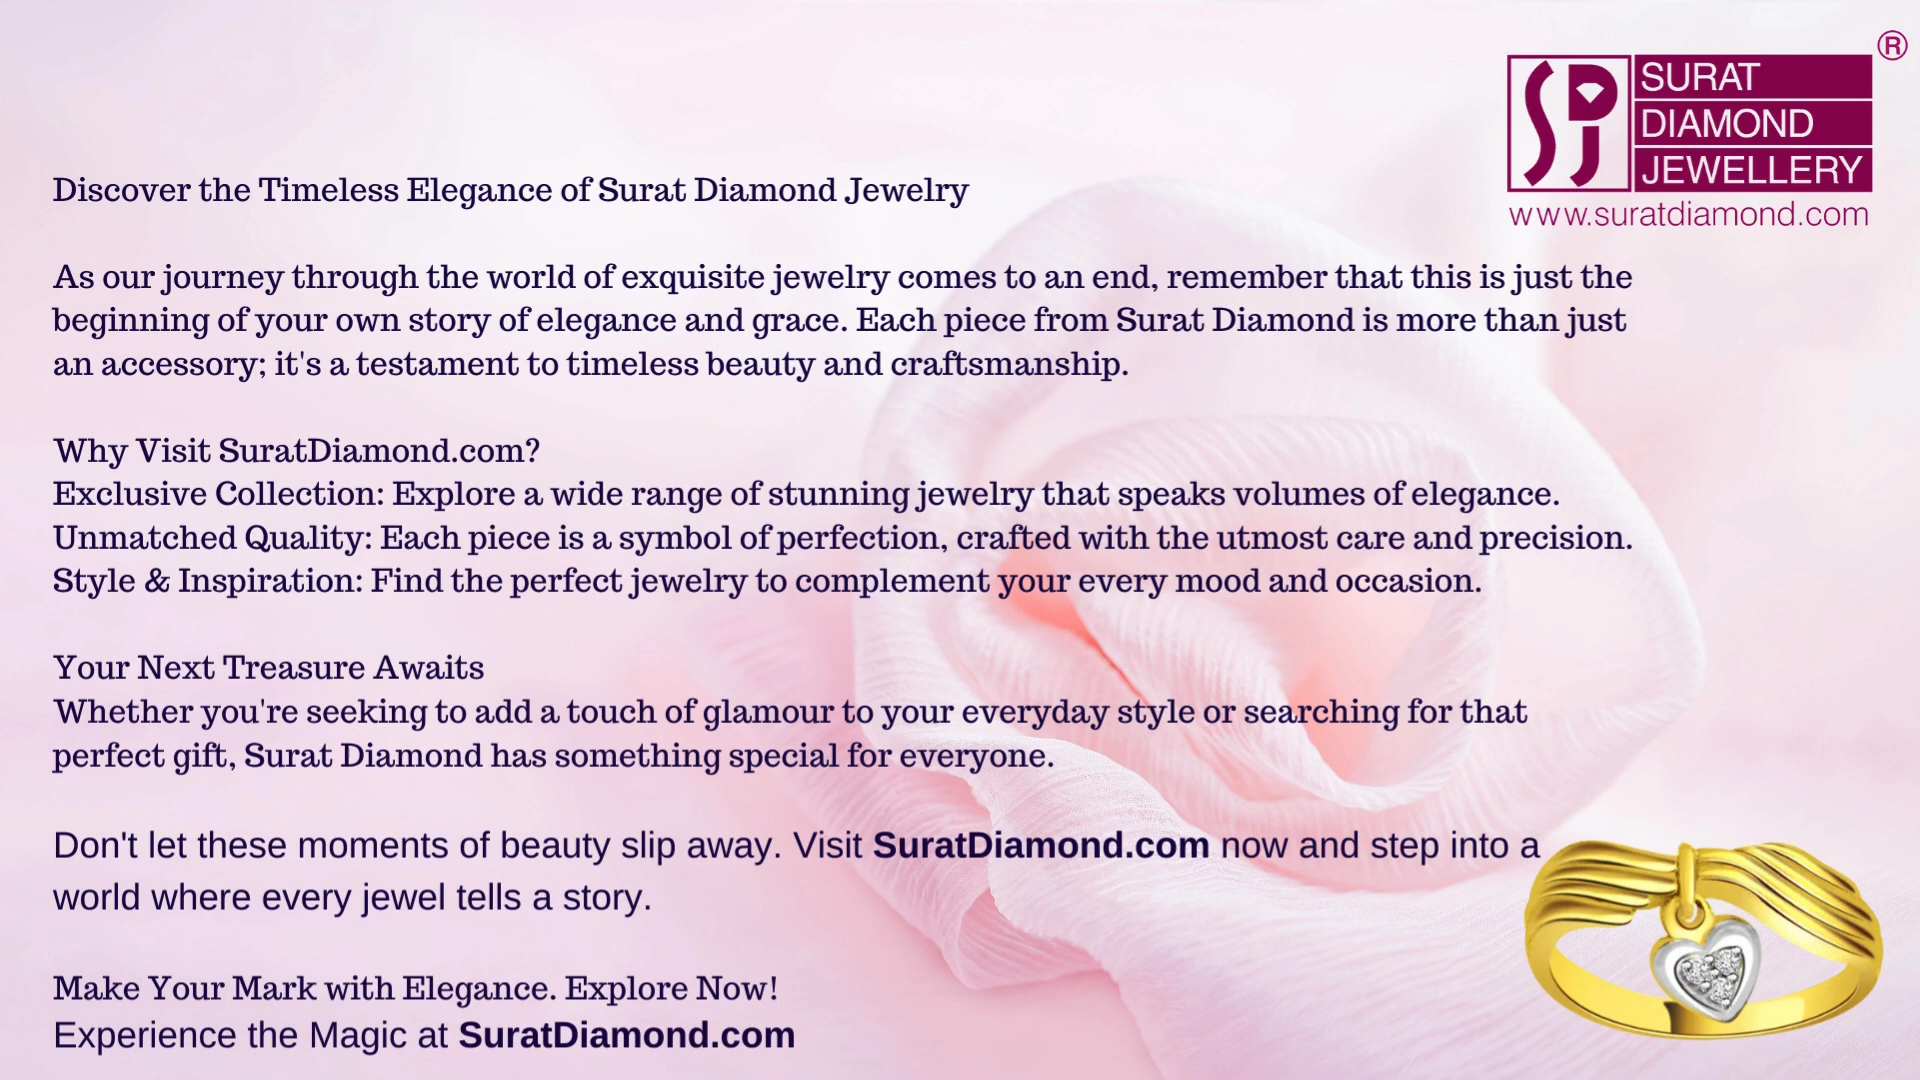 ®
SURAT
DIAMOND
JEWELLERY
www.suratdiamond.com
Discover the Timeless Elegance of Surat Diamond Jewelry
As our journey through the world of exquisite jewelry comes to an end, remember that this is just the
beginning of your own story of elegance and grace. Each piece from Surat Diamond is more than just
an accessory; it's a testament to timeless beauty and craftsmanship.
Why Visit SuratDiamond.com?
Exclusive Collection: Explore a wide range of stunning jewelry that speaks volumes of elegance.
Unmatched Quality: Each piece is a symbol of perfection, crafted with the utmost care and precision.
Style & Inspiration: Find the perfect jewelry to complement your every mood and occasion.
Your Next Treasure Awaits
Whether you're seeking to add a touch of glamour to your everyday style or searching for that
perfect gift, Surat Diamond has something special for everyone.
Don't let these moments of beauty slip away. Visit SuratDiamond.com now and step into a
world where every jewel tells a story.
Make Your Mark with Elegance. Explore Now!
Experience the Magic at SuratDiamond.com